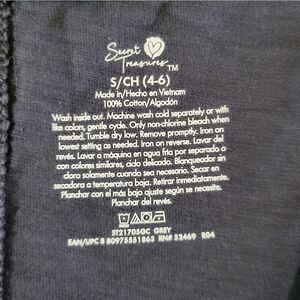 Secret
Treasures™
S/CH (4-6)
Made in/Hecho en Vietnam
100% Cotton/Algodón
Wash inside out. Machine wash cold separately or with
like colors, gentle cycle. Only non-chlorine bleach when
needed. Tumble dry low. Remove promptly. Iron on
lowest setting as needed. Iron on reverse. Lavar del
revés. Lavar a máquina en agua fría por separado o
con colores similares, ciclo delicado. Blanqueador sin
cloro solamente si es necesario. Secar en
secadora a temperatura baja. Retirar inmediatamente.
Planchar con el más bajo ajuste según se necesite.
Planchar del revés.
ST21705GC GREY
EAN/UPC 8 80975551863 RN# 52469 R04